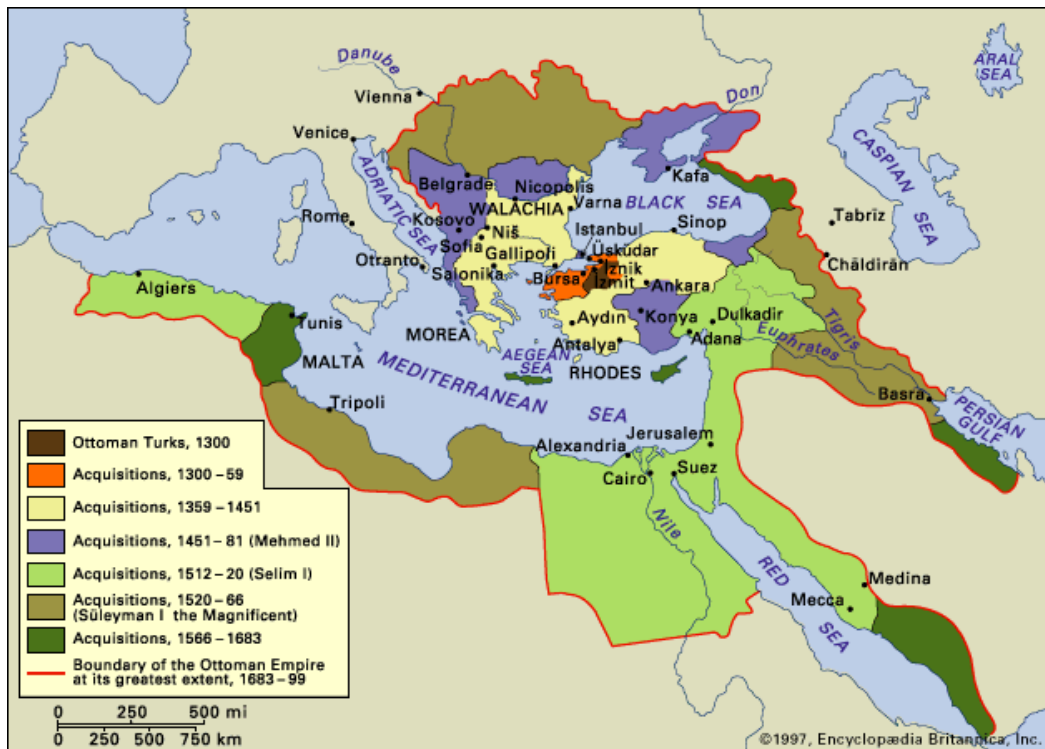 ARAL
SEA
Danube
Vienna
Don
Venice
CASPIAN
SEA
ADRIATIC SEA
Belgrade
Nicopolis
Kafa
WALACHIA
Varna
BLACK SEA
Tabrīz
Rome
Kosovo
Istanbul
Sinop
Niš
Sofia
Gallipoli
Üsküdar
Otranto
Salonika
İznik
Chāldirān
Bursa
İzmit
Ankara
Algiers
Tunis
MOREA
Aydın
Konya
Dulkadir
Tigris
Antalya
Adana
Euphrates
MALTA
AEGEAN
SEA
RHODES
MEDITERRANEAN
SEA
Basra
PERSIAN
GULF
Tripoli
Alexandria
Jerusalem
Cairo
Suez
Nile
RED
SEA
Medina
Mecca
Ottoman Turks, 1300
Acquisitions, 1300–59
Acquisitions, 1359–1451
Acquisitions, 1451–81 (Mehmed II)
Acquisitions, 1512–20 (Selim I)
Acquisitions, 1520–66
(Süleyman I the Magnificent)
Acquisitions, 1566–1683
Boundary of the Ottoman Empire
at its greatest extent, 1683–99
0 250 500 mi
0 250 500 750 km
©1997, Encyclopædia Britannica, Inc.